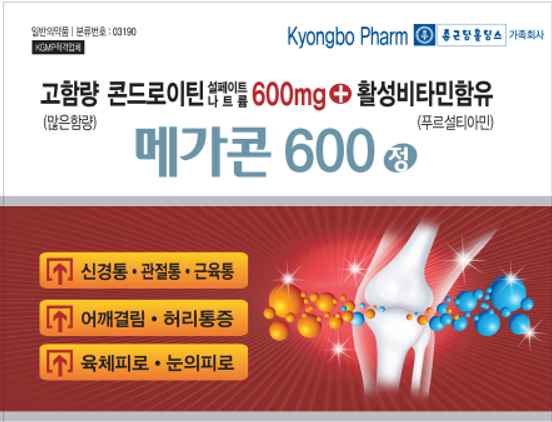 일반의약품 | 분류번호 : 03190
KGMP적격업체
Kyongbo Pharm 종근당홀딩스 가족회사
고함량 콘드로이틴 설페이트 나트륨 600mg + 활성비타민함유
(많은함량) (푸르설티아민)
메가콘 600 정
신경통 · 관절통 · 근육통
어깨결림 · 허리통증
육체피로 · 눈의피로